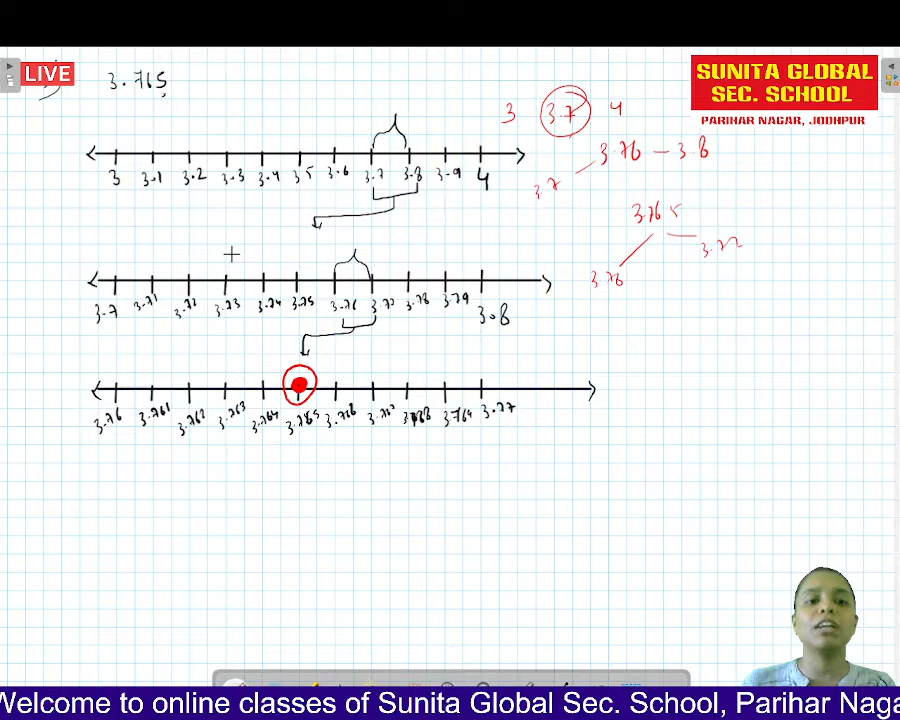 LIVE
3.765
SUNITA GLOBAL
SEC. SCHOOL
PARIHAR NAGAR, JODHPUR
3 3.7 4
3.76 — 3.8
3.7
3 3.1 3.2 3.3 3.4 3.5 3.6 3.7 3.8 3.9 4
3.765
3.76 3.77
3.7 3.71 3.72 3.73 3.74 3.75 3.76 3.77 3.78 3.79 3.8
3.76 3.761 3.762 3.763 3.764 3.765 3.766 3.767 3.768 3.769 3.77
Welcome to online classes of Sunita Global Sec. School, Parihar Naga